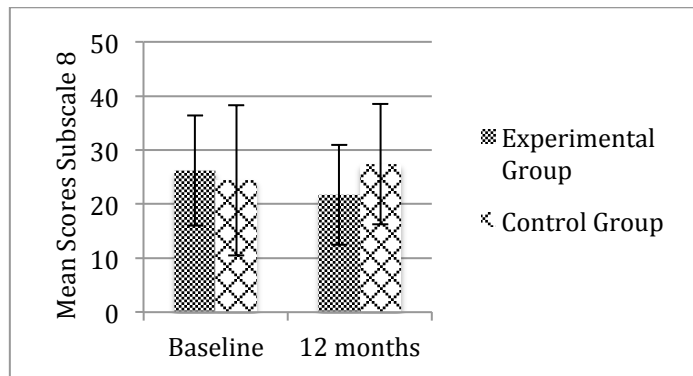 Mean Scores Subscale 8
50
40
30
20
10
0
Baseline
12 months
Experimental
Group
Control Group